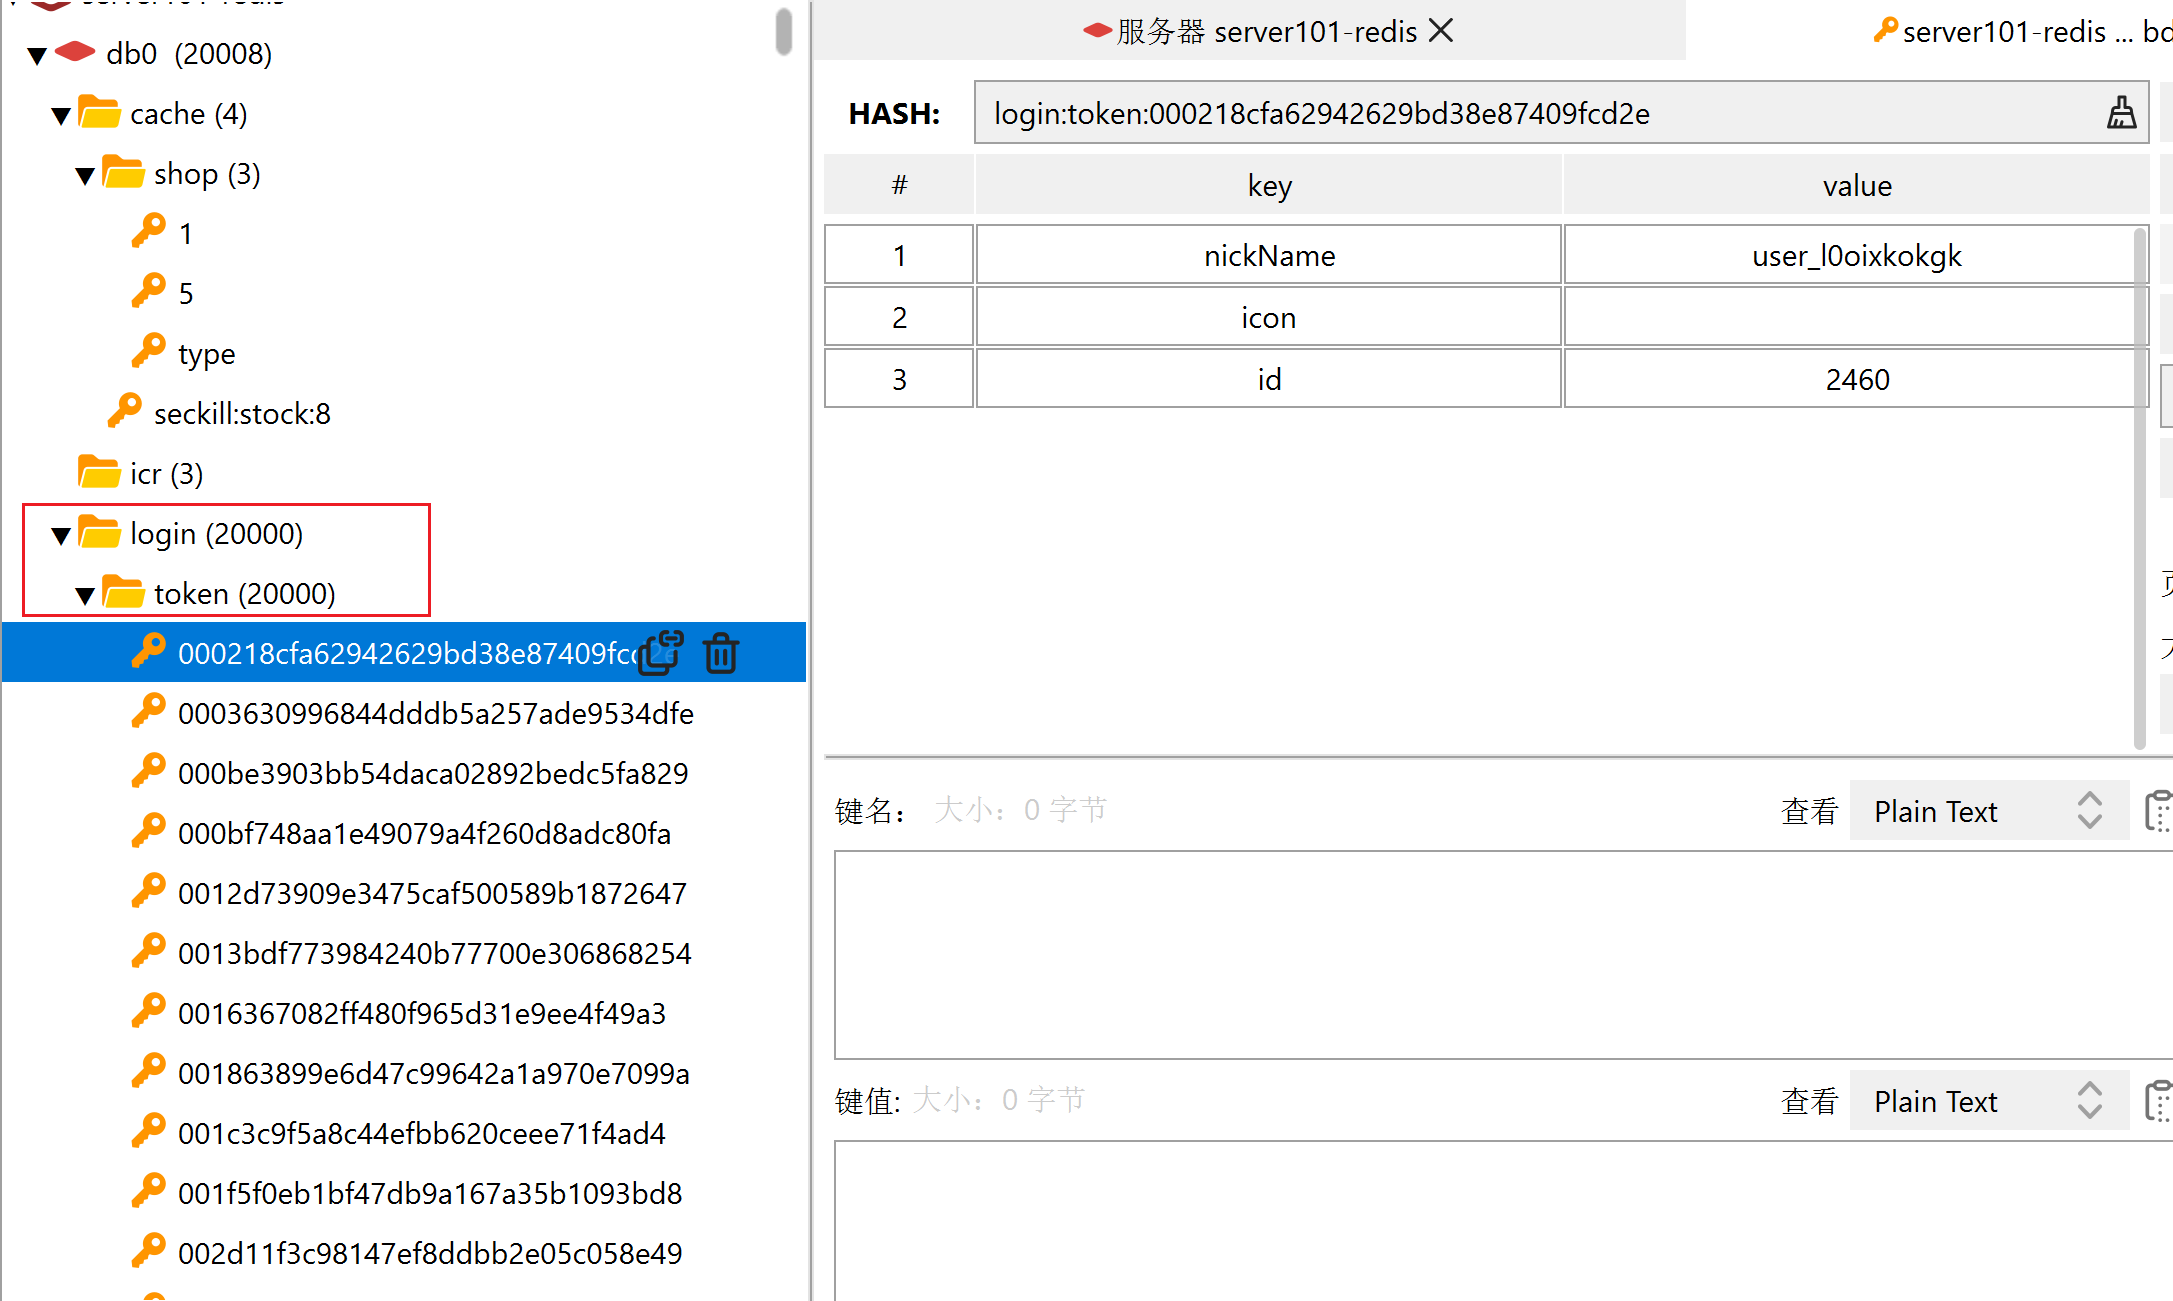 db0 (20008)
cache (4)
shop (3)
1
5
type
seckill:stock:8
icr (3)
login (20000)
token (20000)
000218cfa62942629bd38e87409fcd2e
0003630996844dddb5a257ade9534dfe
000be3903bb54daca02892bedc5fa829
000bf748aa1e49079a4f260d8adc80fa
0012d73909e3475caf500589b1872647
0013bdf773984240b77700e306868254
0016367082ff480f965d31e9ee4f49a3
001863899e6d47c99642a1a970e7099a
001c3c9f5a8c44efbb620ceee71f4ad4
001f5f0eb1bf47db9a167a35b1093bd8
002d11f3c98147ef8ddbb2e05c058e49
服务器 server101-redis
server101-redis ... bd
HASH: login:token:000218cfa62942629bd38e87409fcd2e
# key value
1 nickName user_l0oixkokgk
2 icon
3 id 2460
键名： 大小：0 字节 查看 Plain Text
键值: 大小：0 字节 查看 Plain Text